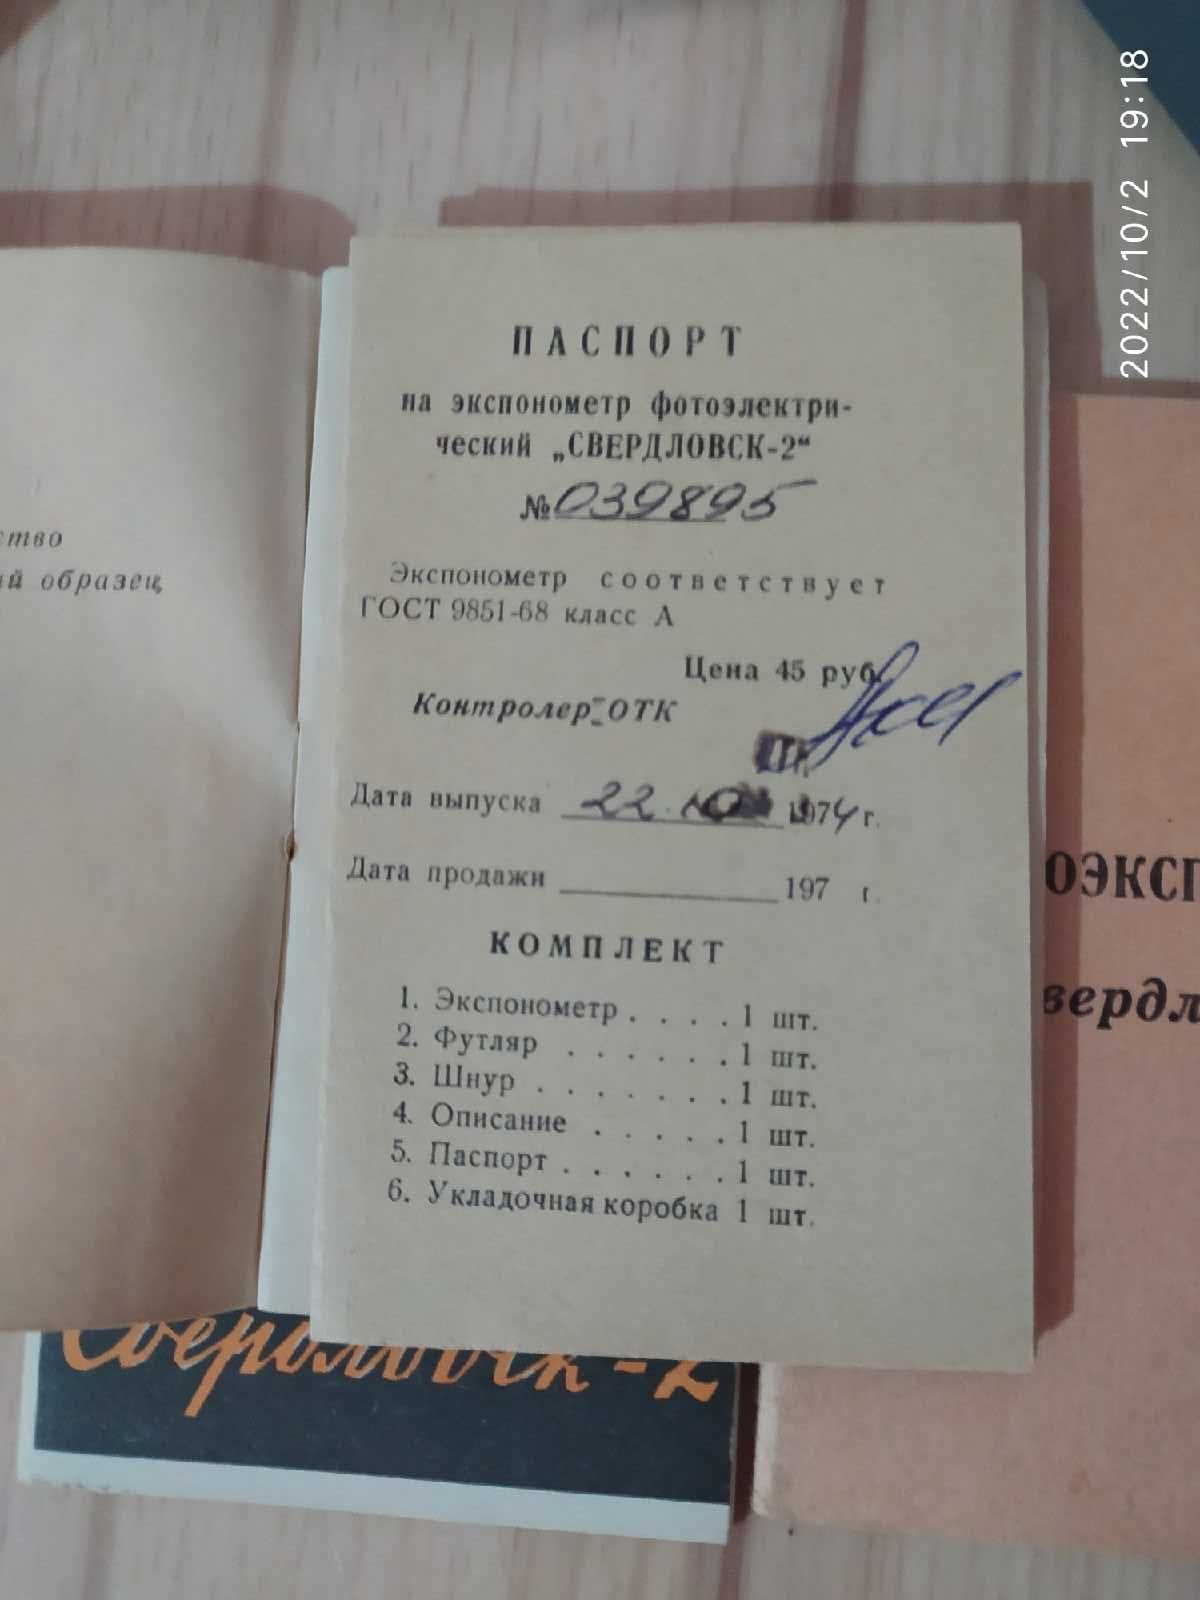 2022/10/2 19:18
ство
ий образец
ПАСПОРТ
на экспонометр фотоэлектри-
ческий „СВЕРДЛОВСК-2“
№ 039895
Экспонометр соответствует
ГОСТ 9851-68 класс А
Цена 45 руб.
Контролер ОТК
Дата выпуска 22. 10 1974 г.
Дата продажи 197 г.
КОМПЛЕКТ
1. Экспонометр . . . . 1 шт.
2. Футляр . . . . . . 1 шт.
3. Шнур . . . . . . . 1 шт.
4. Описание . . . . . 1 шт.
5. Паспорт . . . . . . 1 шт.
6. Укладочная коробка 1 шт.
ОЭКСП
вердл
Свердловск-2